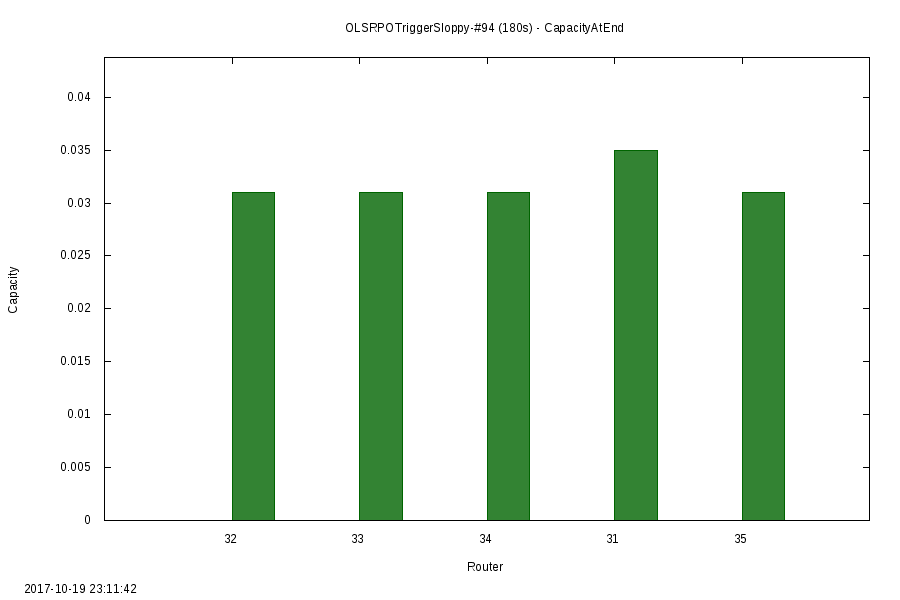 OLSRPOTriggerSloppy-#94 (180s) - CapacityAtEnd
0.04
0.035
0.03
0.025
0.02
0.015
0.01
0.005
0
Capacity
32 33 34 31 35
Router
2017-10-19 23:11:42